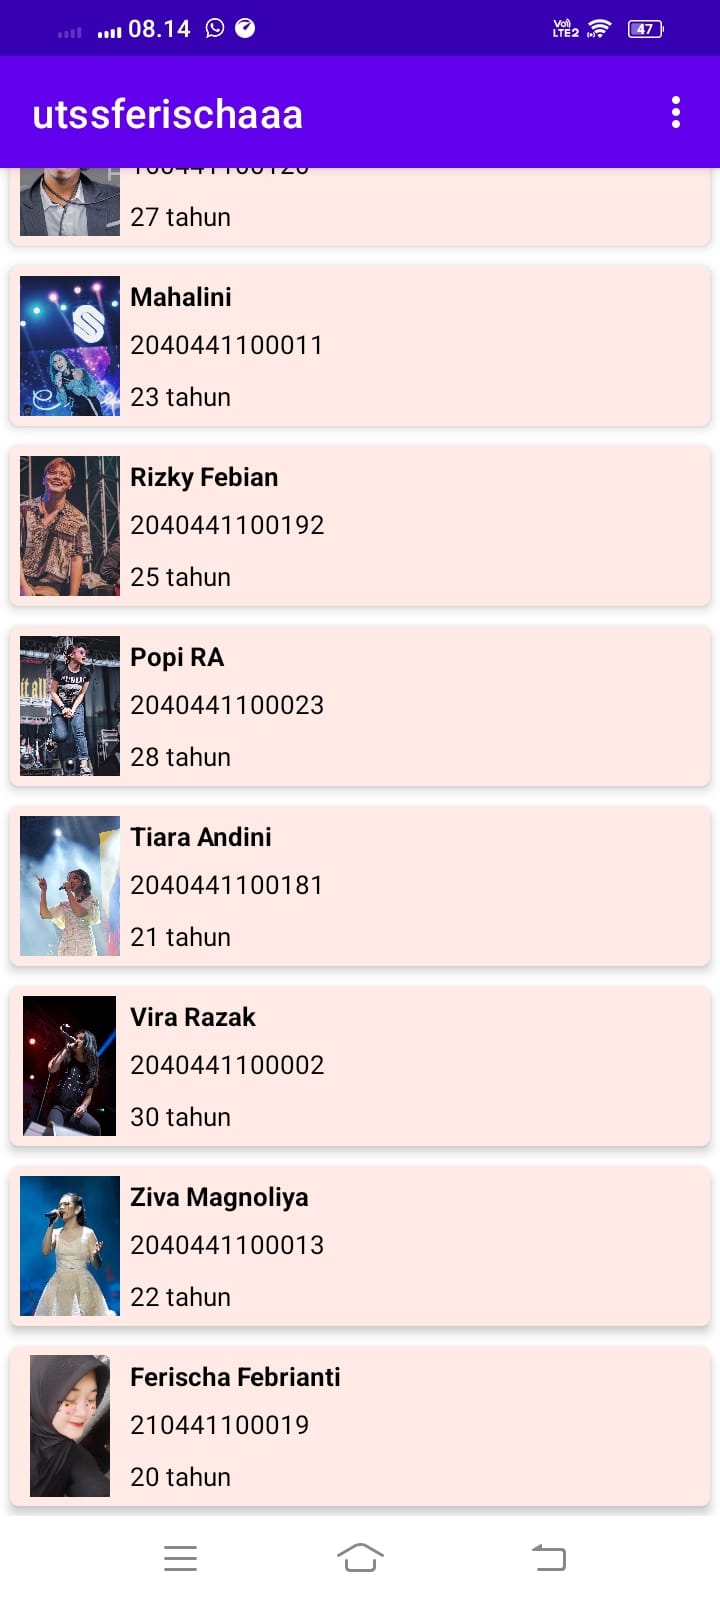 08.14
Vo))
LTE2
47
utssferischaaa
27 tahun
Mahalini
2040441100011
23 tahun
Rizky Febian
2040441100192
25 tahun
Popi RA
2040441100023
28 tahun
Tiara Andini
2040441100181
21 tahun
Vira Razak
2040441100002
30 tahun
Ziva Magnoliya
2040441100013
22 tahun
Ferischa Febrianti
210441100019
20 tahun